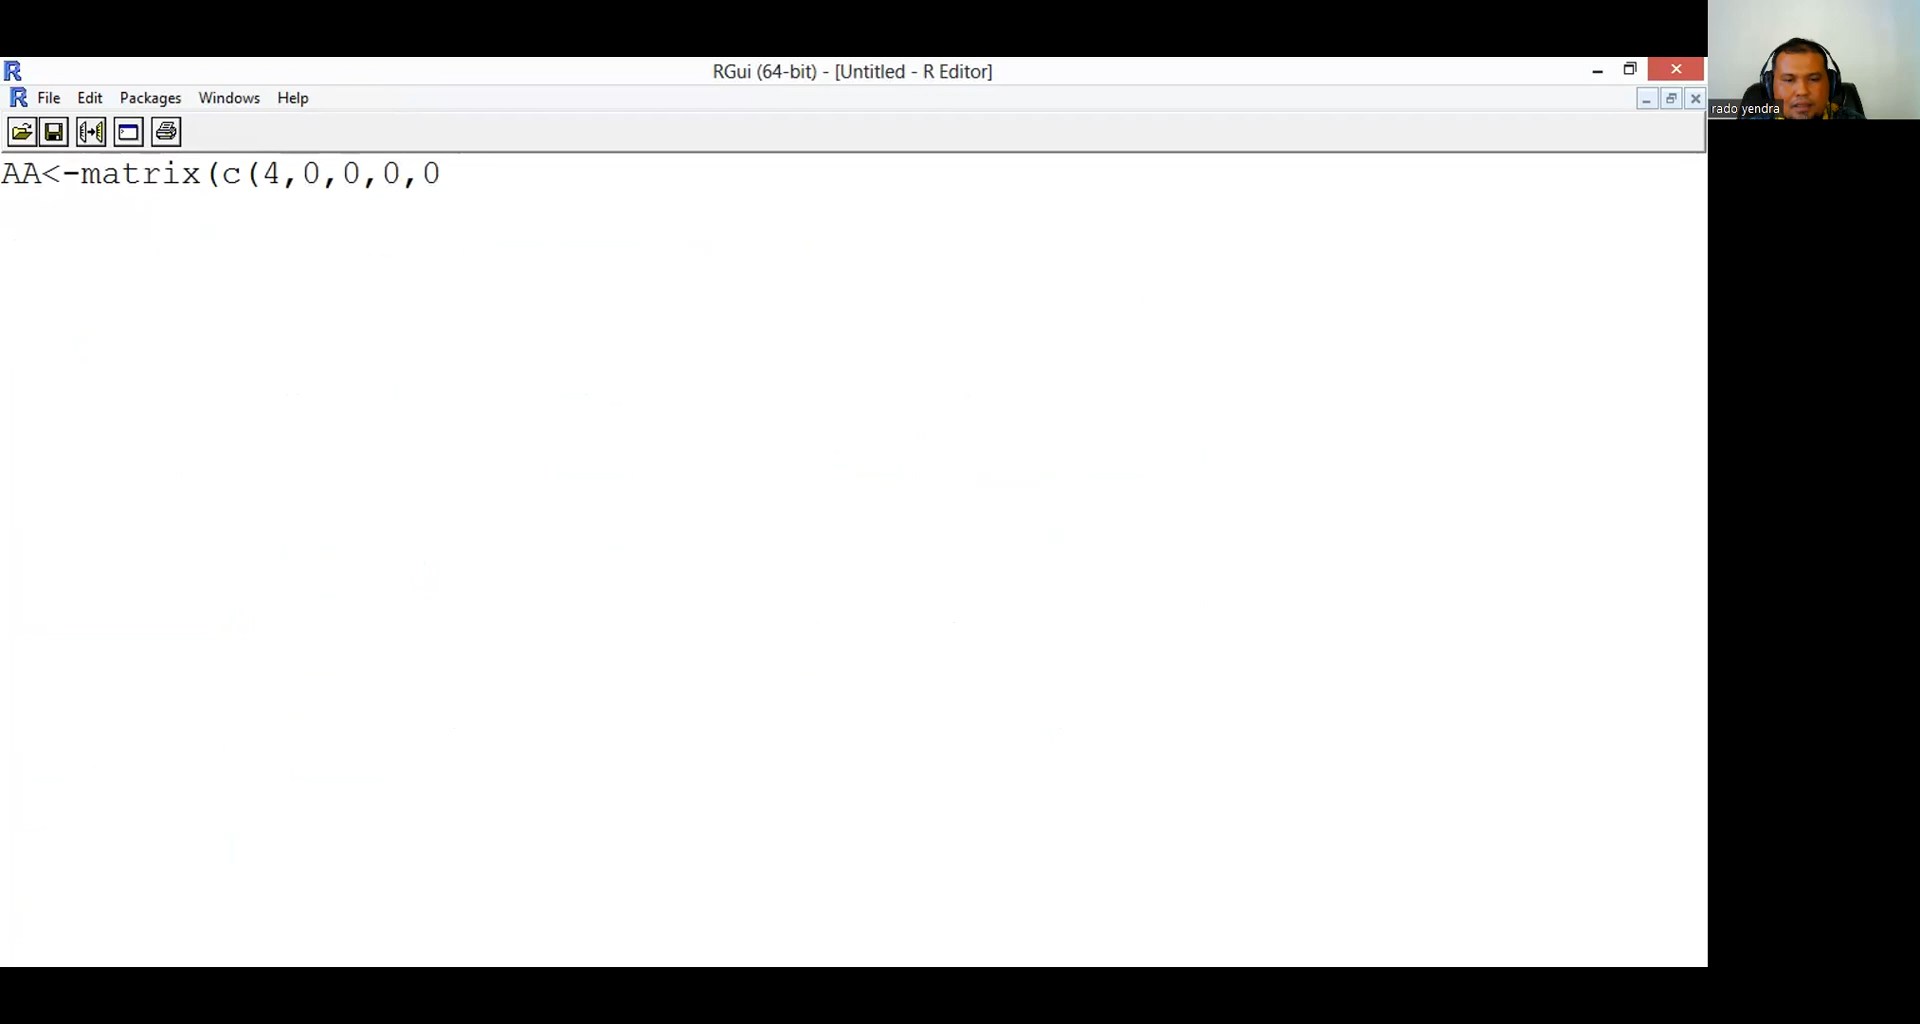 RGui (64-bit) - [Untitled - R Editor]
File Edit Packages Windows Help
AA<-matrix(c(4,0,0,0,0
rado yendra